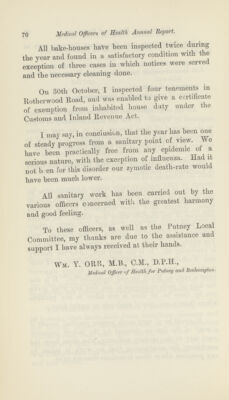 70 Medical Officers of Health Annual Report.
All bake-houses have been inspected twice during
the year and found in a satisfactory condition with the
exception of three cases in which notices were served
and the necessary cleaning done.
On 30th October, I inspected four tenements in
Rotherwood Road, and was enabled to give a certificate
of exemption from inhabited house duty under the
Customs and Inland Revenue Act.
I may say, in conclusion, that the year has been one
of steady progress from a sanitary point of view. We
have been practically free from any epidemic of a
serious nature, with the exception of influenza. Had it
not been for this disorder our zymotic death-rate would
have been much lower.
All sanitary work has been carried out by the
various officers concerned with the greatest harmony
and good feeling.
To these officers, as well as the Putney Local
Committee, my thanks are due to the assistance and
support I have always received at their hands.
WM. Y. ORR, M.B., C.M., D.P.H.,
Medical Officer of Health for Putney and Roehampton.